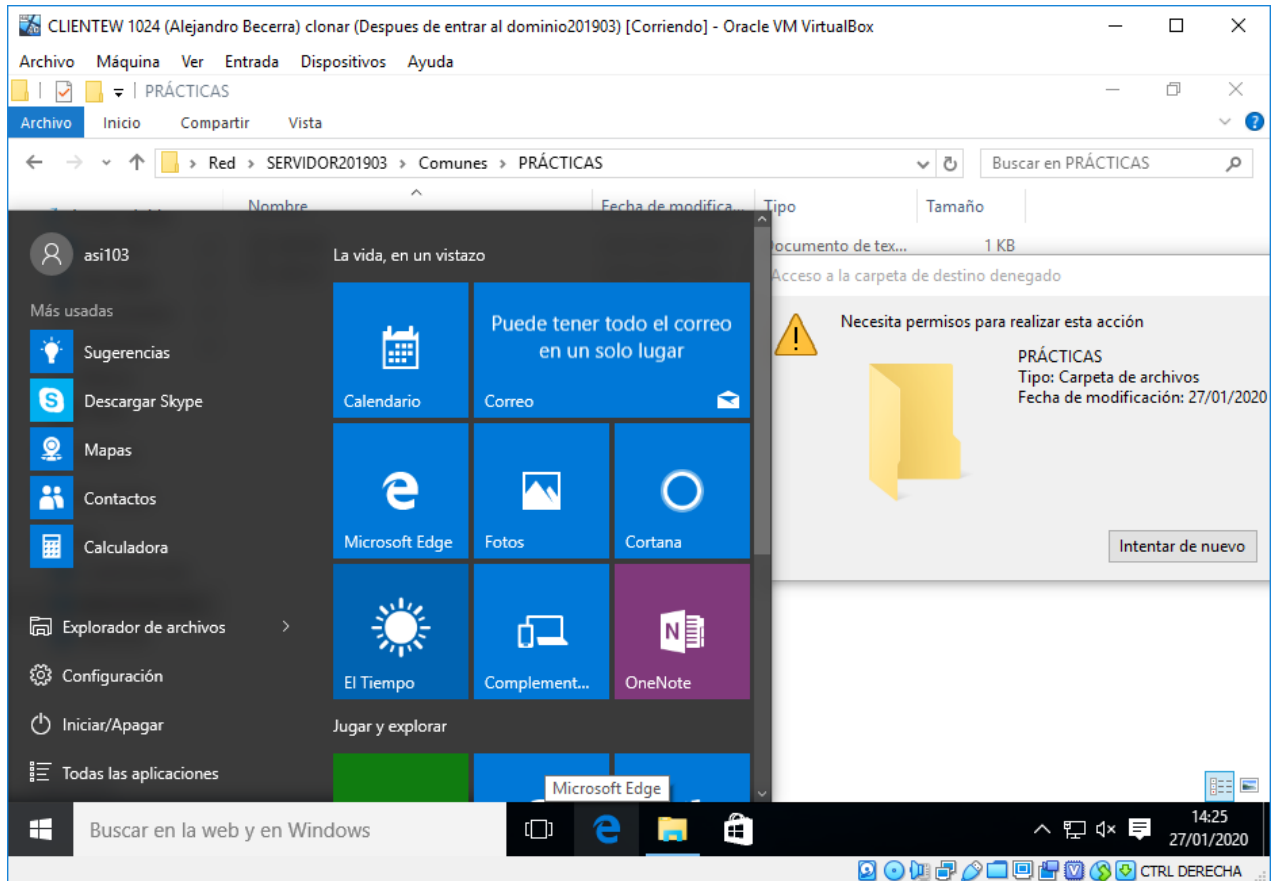 CLIENTEW 1024 (Alejandro Becerra) clonar (Despues de entrar al dominio201903) [Corriendo] - Oracle VM VirtualBox
Archivo Máquina Ver Entrada Dispositivos Ayuda
PRÁCTICAS
Archivo Inicio Compartir Vista
Red > SERVIDOR201903 > Comunes > PRÁCTICAS
Buscar en PRÁCTICAS
Nombre Fecha de modifica... Tipo Tamaño
ocumento de tex... 1 KB
Acceso a la carpeta de destino denegado
Necesita permisos para realizar esta acción
PRÁCTICAS
Tipo: Carpeta de archivos
Fecha de modificación: 27/01/2020
Intentar de nuevo
asi103
Más usadas
Sugerencias
Descargar Skype
Mapas
Contactos
Calculadora
Explorador de archivos
Configuración
Iniciar/Apagar
Todas las aplicaciones
La vida, en un vistazo
Calendario
Puede tener todo el correo
en un solo lugar
Correo
Microsoft Edge
Fotos
Cortana
El Tiempo
Complement...
OneNote
Jugar y explorar
Microsoft Edge
Buscar en la web y en Windows
14:25
27/01/2020
CTRL DERECHA